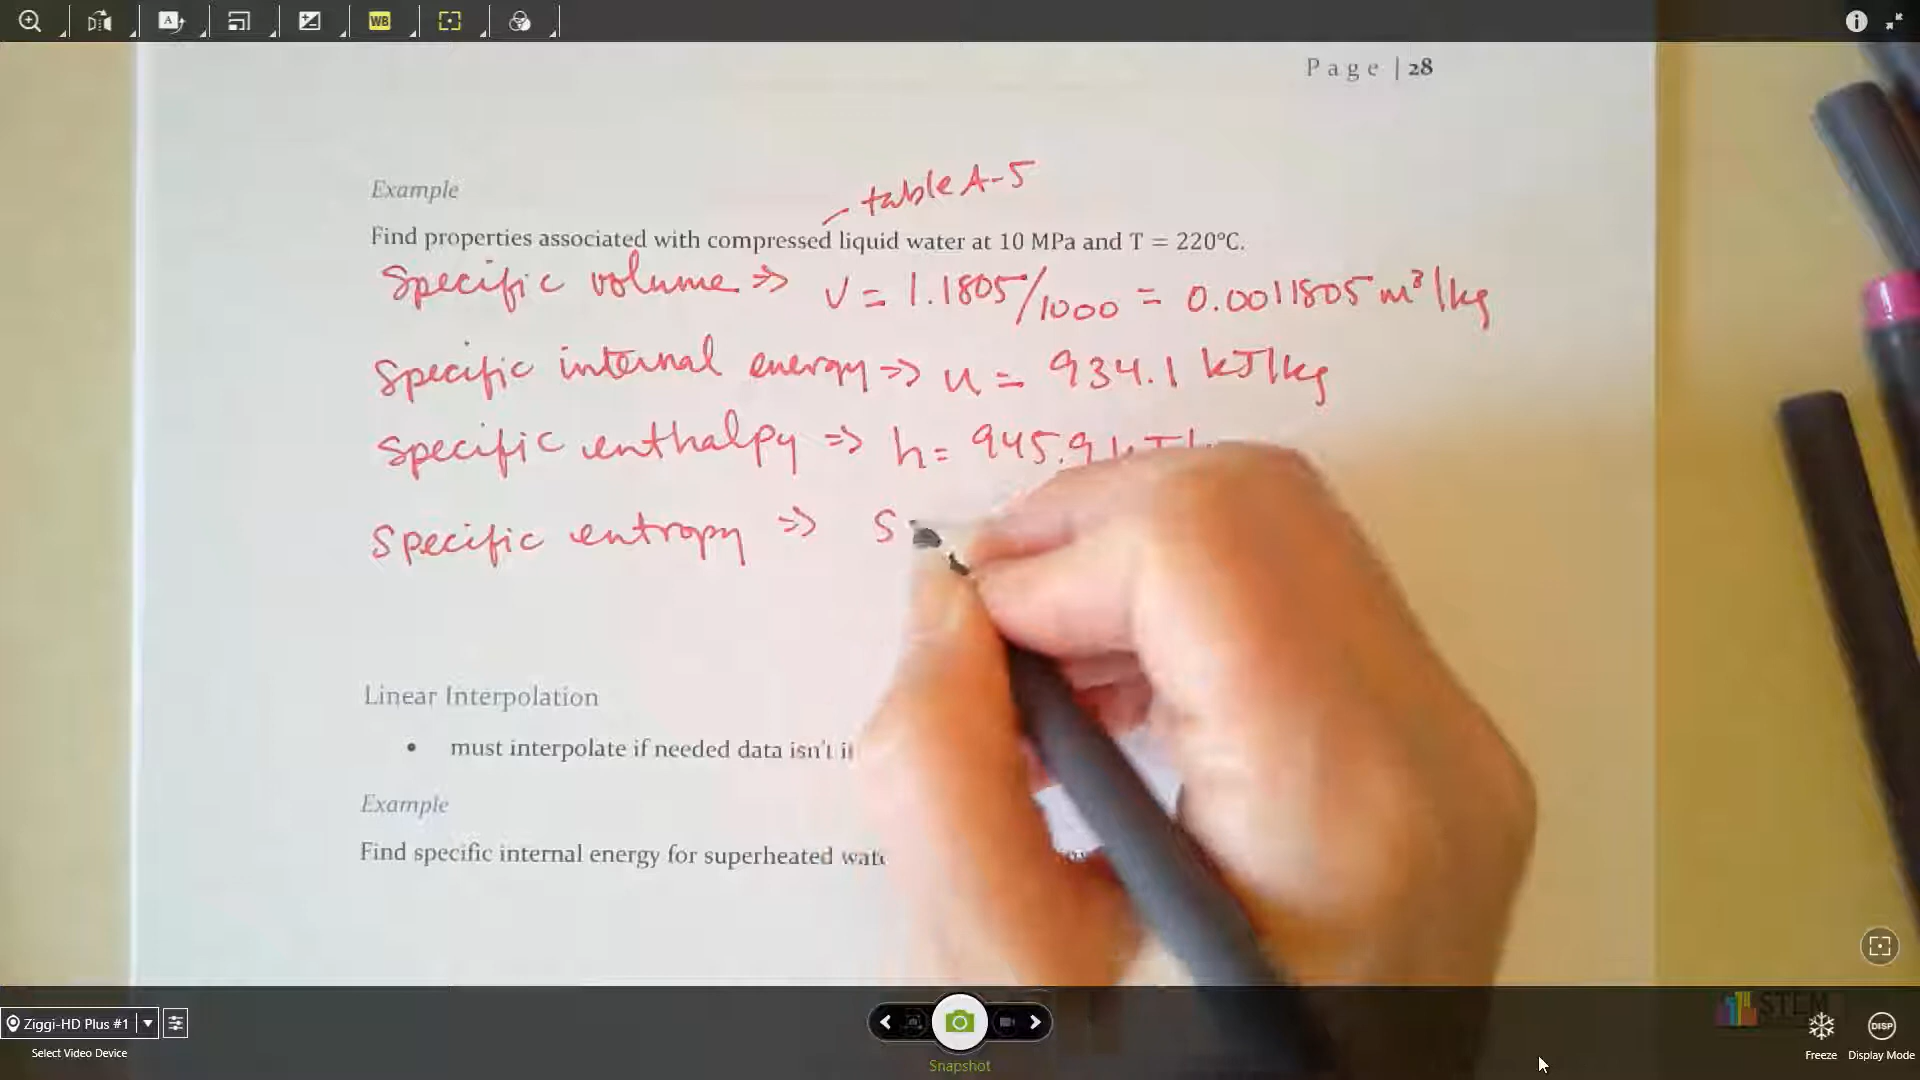 WB
Page | 28
Example
table A-5
Find properties associated with compressed liquid water at 10 MPa and T = 220°C.
Specific volume => v = 1.1805/1000 = 0.0011805 m³/kg
Specific internal energy => u = 934.1 kJ/kg
Specific enthalpy => h = 945.9
Specific entropy => s
Linear Interpolation
• must interpolate if needed data isn't
Example
Find specific internal energy for superheated
Ziggi-HD Plus #1
Select Video Device
Snapshot
STEM
Freeze
DISP
Display Mode